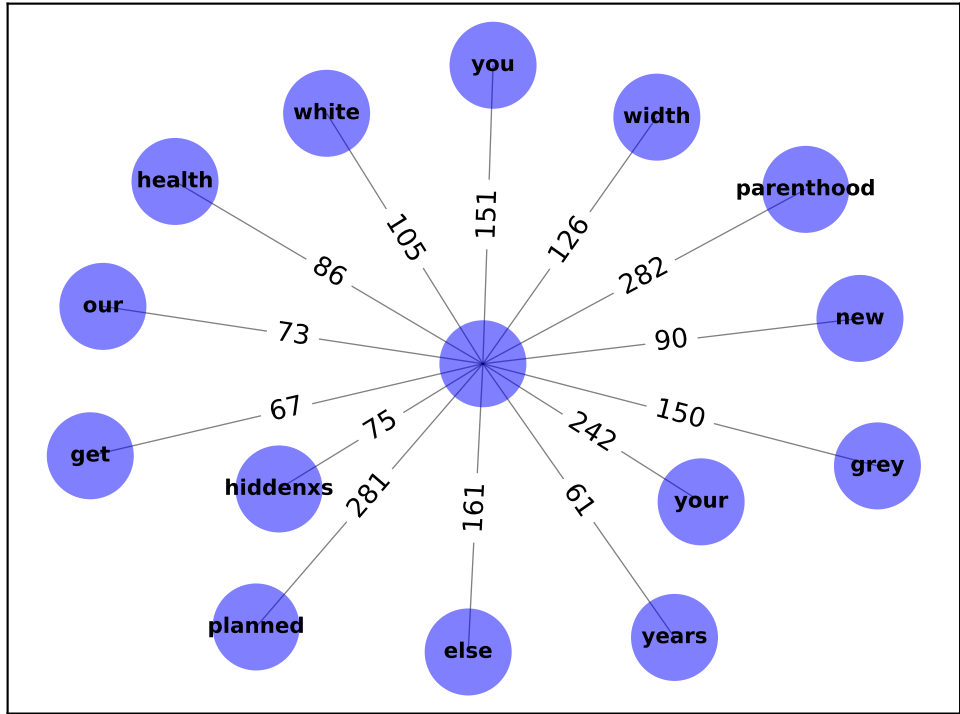 you
white
width
health
parenthood
151
105
126
86
282
our
new
73
90
67
75
242
150
get
hiddenxs
281
161
61
your
grey
planned
else
years